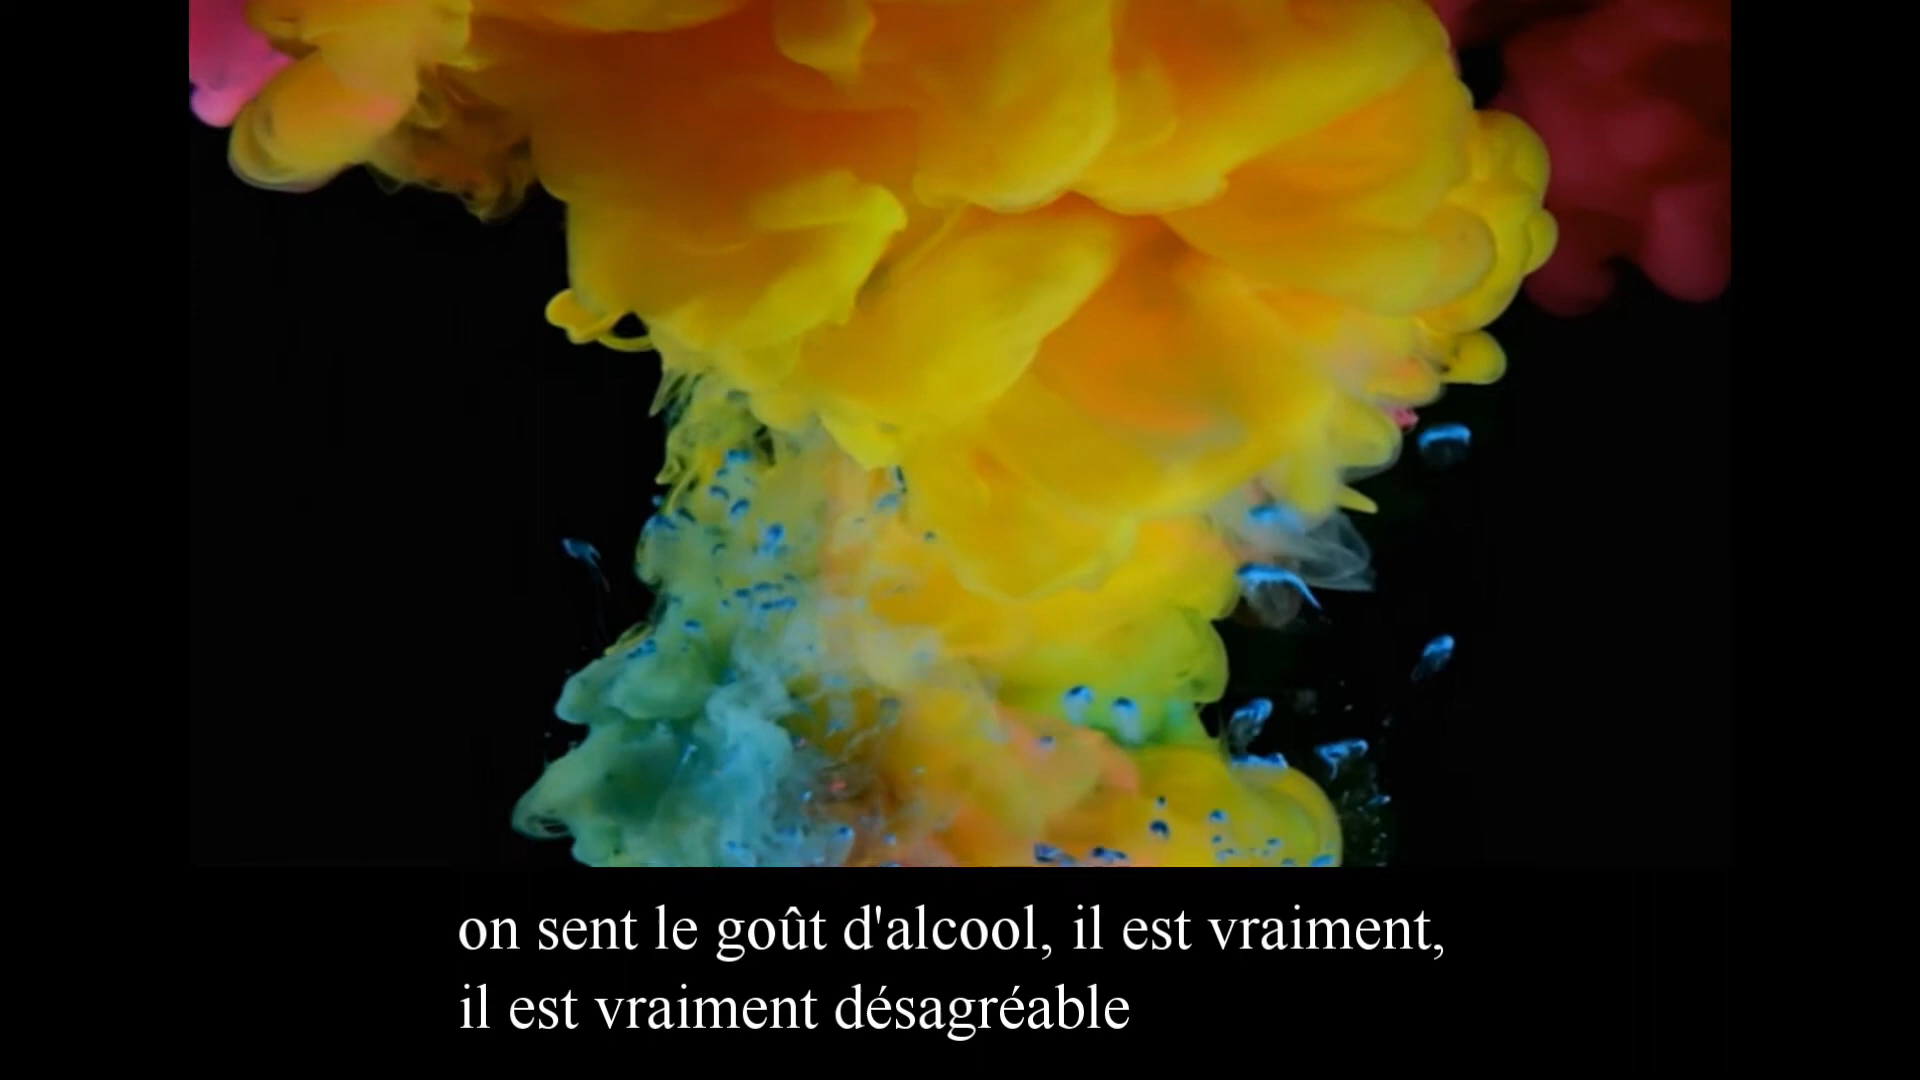 on sent le goût d'alcool, il est vraiment,
il est vraiment désagréable